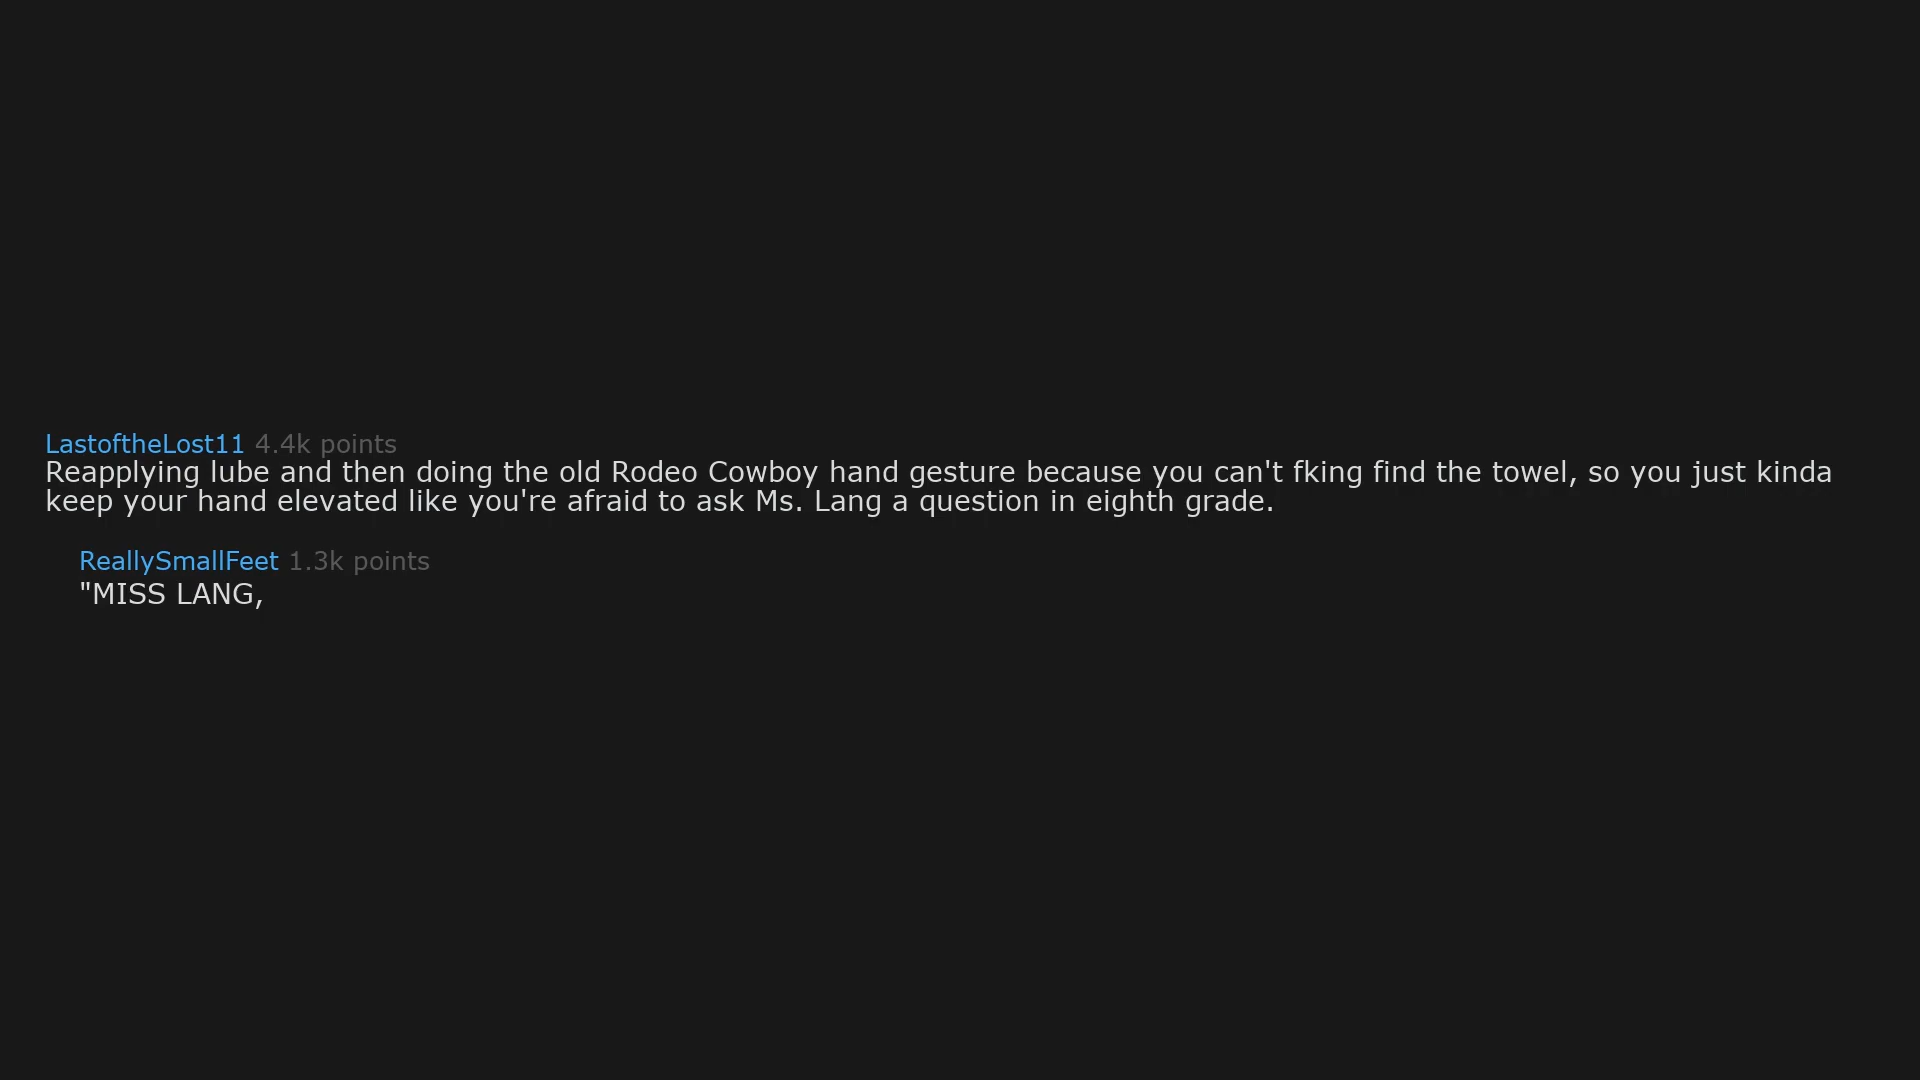 LastoftheLost11 4.4k points
Reapplying lube and then doing the old Rodeo Cowboy hand gesture because you can't fking find the towel, so you just kinda
keep your hand elevated like you're afraid to ask Ms. Lang a question in eighth grade.
ReallySmallFeet 1.3k points
"MISS LANG,